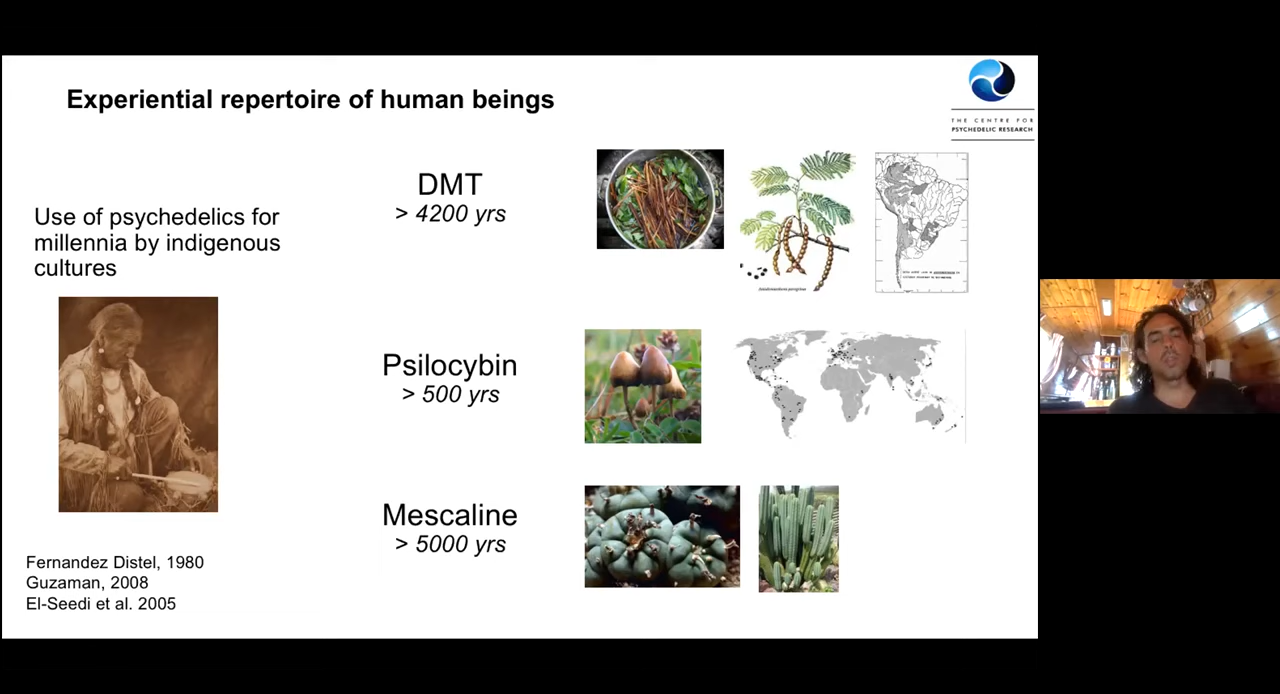 Experiential repertoire of human beings
THE CENTRE FOR
PSYCHEDELIC RESEARCH
Use of psychedelics for
millennia by indigenous
cultures
DMT
> 4200 yrs
Psilocybin
> 500 yrs
Mescaline
> 5000 yrs
Fernandez Distel, 1980
Guzaman, 2008
El-Seedi et al. 2005